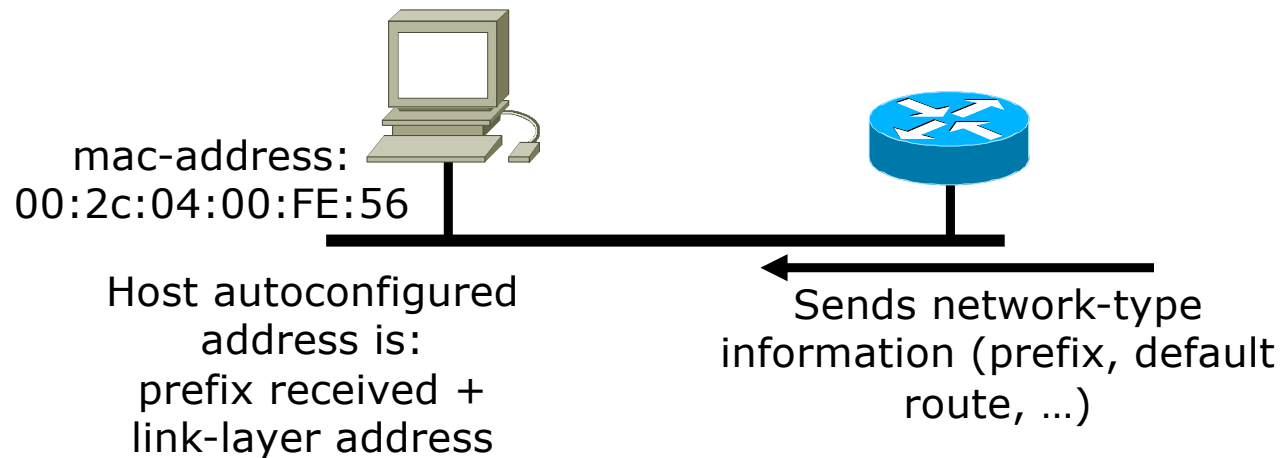 mac-address:
00:2c:04:00:FE:56
Host autoconfigured
address is:
prefix received +
link-layer address
Sends network-type
information (prefix, default
route, …)